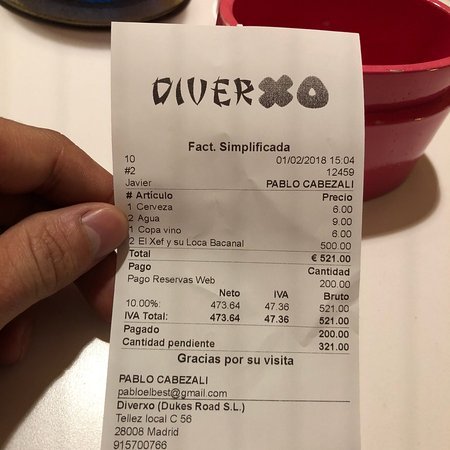 DIVERXO
Fact. Simplificada
10 01/02/2018 15:04
#2 12459
Javier PABLO CABEZALI
# Artículo Precio
1 Cerveza 6.00
2 Agua 9.00
1 Copa vino 6.00
2 El Xef y su Loca Bacanal 500.00
Total € 521.00
Pago Cantidad
Pago Reservas Web 200.00
Neto IVA Bruto
10.00%: 473.64 47.36 521.00
IVA Total: 473.64 47.36 521.00
Pagado 200.00
Cantidad pendiente 321.00
Gracias por su visita
PABLO CABEZALI
pabloelbest@gmail.com
Diverxo (Dukes Road S.L.)
Tellez local C 56
28008 Madrid
915700766